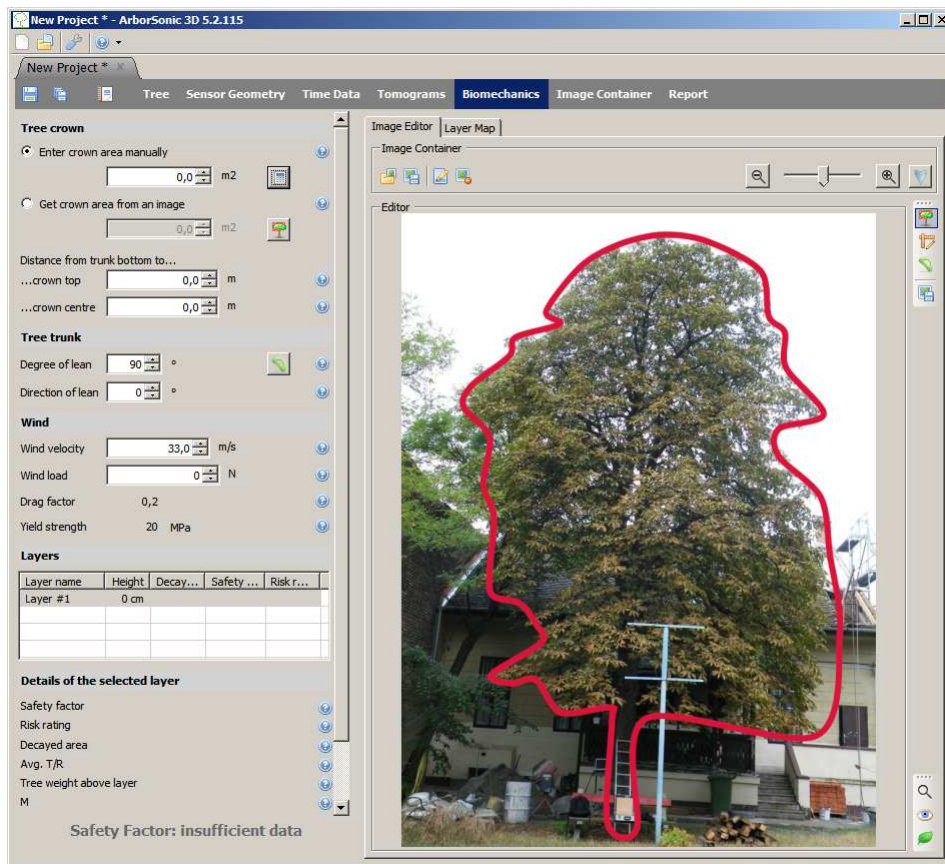 New Project * - ArborSonic 3D 5.2.115
New Project *
Tree Sensor Geometry Time Data Tomograms Biomechanics Image Container Report
Tree crown
Enter crown area manually
0,0 m2
Get crown area from an image
0,0 m2
Distance from trunk bottom to...
...crown top 0,0 m
...crown centre 0,0 m
Tree trunk
Degree of lean 90 °
Direction of lean 0 °
Wind
Wind velocity 33,0 m/s
Wind load 0 N
Drag factor 0,2
Yield strength 20 MPa
Layers
Layer name Height Decay... Safety ... Risk r...
Layer #1 0 cm
Details of the selected layer
Safety factor
Risk rating
Decayed area
Avg. T/R
Tree weight above layer
M
Safety Factor: insufficient data
Image Editor Layer Map
Image Container
Editor